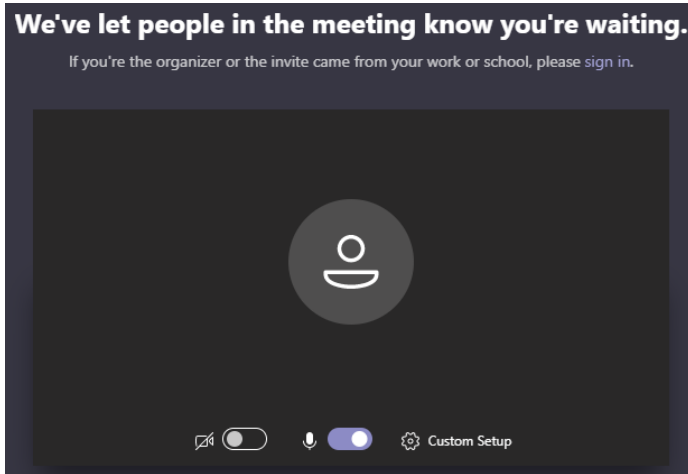 We've let people in the meeting know you're waiting.
If you're the organizer or the invite came from your work or school, please sign in.
Custom Setup